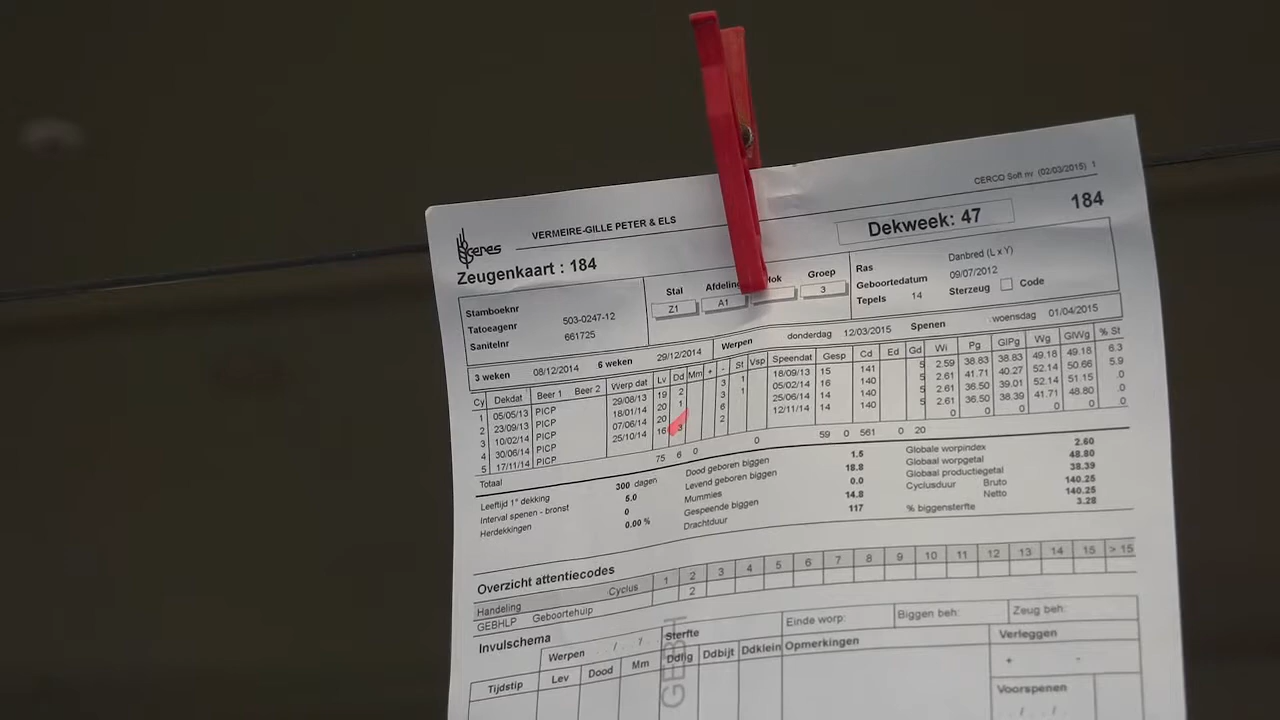 CERCO Soft nv (02/03/2015) 1
ceres VERMEIRE-GILLE PETER & ELS Dekweek: 47 184
Zeugenkaart : 184
Stamboeknr
Tatoeagenr 503-0247-12
Sanitelnr 661725
Stal Afdeling Hok Groep
Z1 A1 3
Ras Danbred (L x Y)
Geboortedatum 09/07/2012
Tepels 14 Sterzeug Code
3 weken 08/12/2014 6 weken 29/12/2014 Werpen donderdag 12/03/2015 Spenen woensdag 01/04/2015
Cy Dekdat Beer 1 Beer 2 Werp dat Lv Dd Mm + - St Vsp Speendat Gesp Cd Ed Gd Wi Pg GlPg Wg GlWg % St
1 05/05/13 PICP 29/08/13 19 2 3 1 18/09/13 15 141 5 2.59 38.83 38.83 49.18 49.18 6.3
2 23/09/13 PICP 18/01/14 20 1 3 1 05/02/14 16 140 5 2.61 41.71 40.27 52.14 50.66 5.9
3 10/02/14 PICP 07/06/14 20 6 25/06/14 14 140 5 2.61 36.50 39.01 52.14 51.15 .0
4 30/06/14 PICP 25/10/14 16 3 2 12/11/14 14 140 5 2.61 36.50 38.39 41.71 48.80 .0
5 17/11/14 PICP 0 0 0 0 0
Totaal 75 6 0 0 59 0 561 0 20
Leeftijd 1° dekking 300 dagen
Interval spenen - bronst 5.0
Herdekkingen 0
0.00 %
Dood geboren biggen 1.5
Levend geboren biggen 18.8
Mummies 0.0
Gespeende biggen 14.8
Drachtduur 117
Globale worpindex 2.60
Globaal worpgetal 48.80
Globaal productiegetal 38.39
Cyclusduur Bruto 140.25
Netto 140.25
% biggensterfte 3.28
Overzicht attentiecodes
Handeling Cyclus 1 2 3 4 5 6 7 8 9 10 11 12 13 14 15 > 15
GEBHLP Geboortehulp 2
Invulschema
Werpen . . / . . / . . Sterfte Einde worp: Biggen beh: Zeug beh:
Tijdstip Lev Dood Mm Ddlig Ddbijt Ddklein Opmerkingen Verleggen
+ -
Voorspenen
. . / . . / . .
GEBH